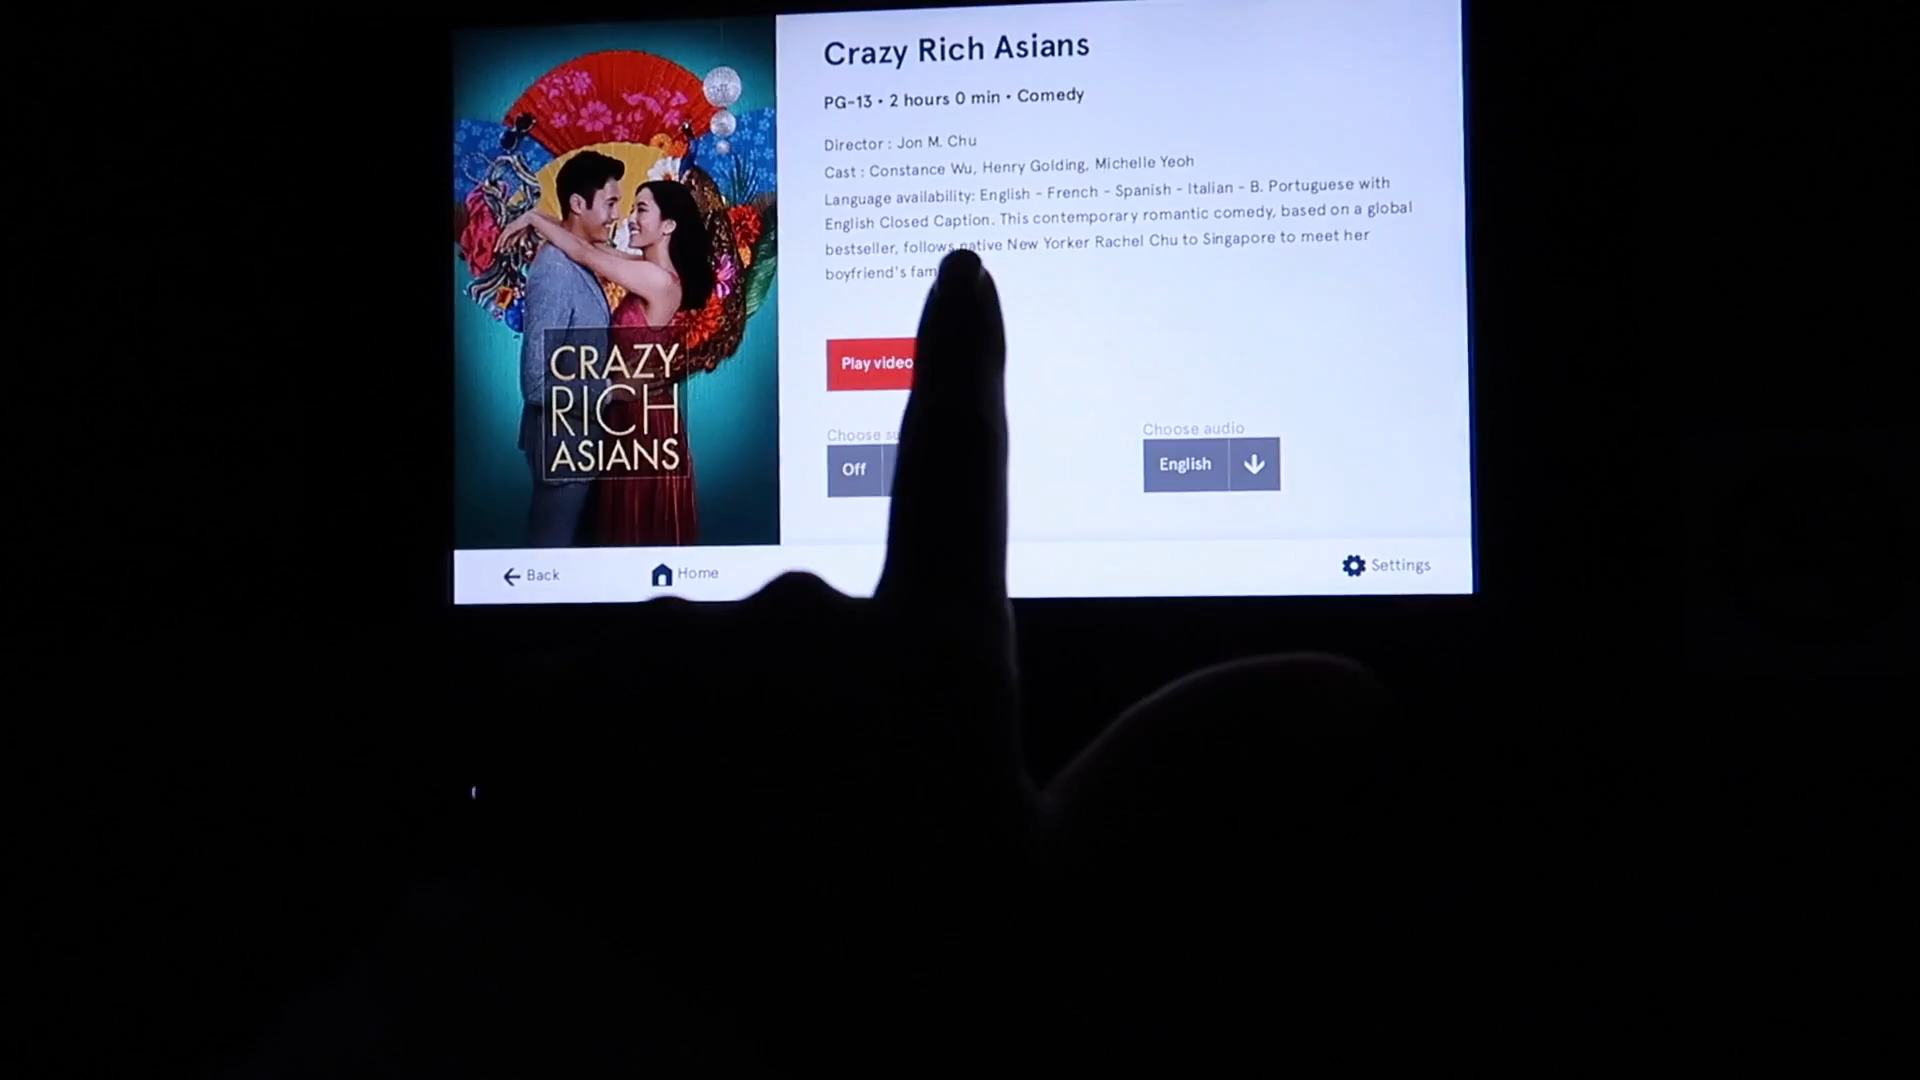 Crazy Rich Asians
PG-13 • 2 hours 0 min • Comedy
Director : Jon M. Chu
Cast : Constance Wu, Henry Golding, Michelle Yeoh
Language availability: English - French - Spanish - Italian - B. Portuguese with
English Closed Caption. This contemporary romantic comedy, based on a global
bestseller, follows native New Yorker Rachel Chu to Singapore to meet her
boyfriend's
CRAZY
RICH
ASIANS
Play video
Choose
Choose audio
Off
English
Back
Home
Settings